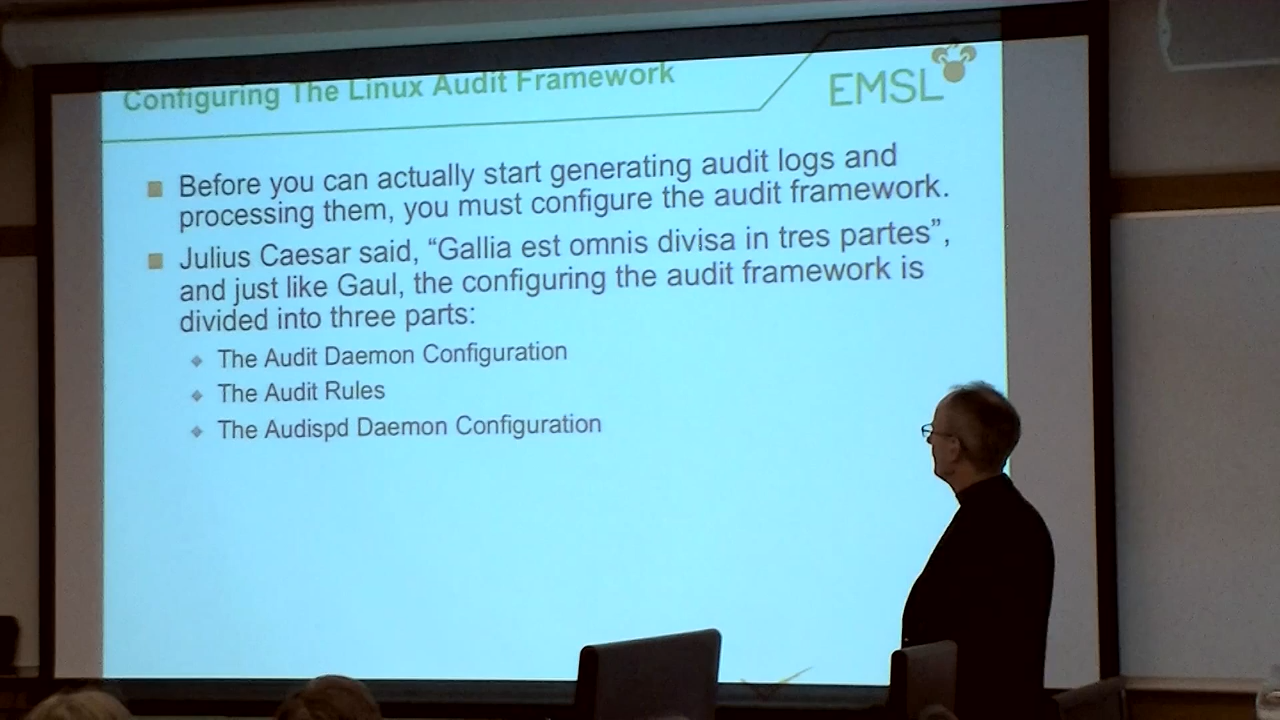 Configuring The Linux Audit Framework
EMSL
Before you can actually start generating audit logs and
processing them, you must configure the audit framework.
Julius Caesar said, “Gallia est omnis divisa in tres partes”,
and just like Gaul, the configuring the audit framework is
divided into three parts:
The Audit Daemon Configuration
The Audit Rules
The Audispd Daemon Configuration